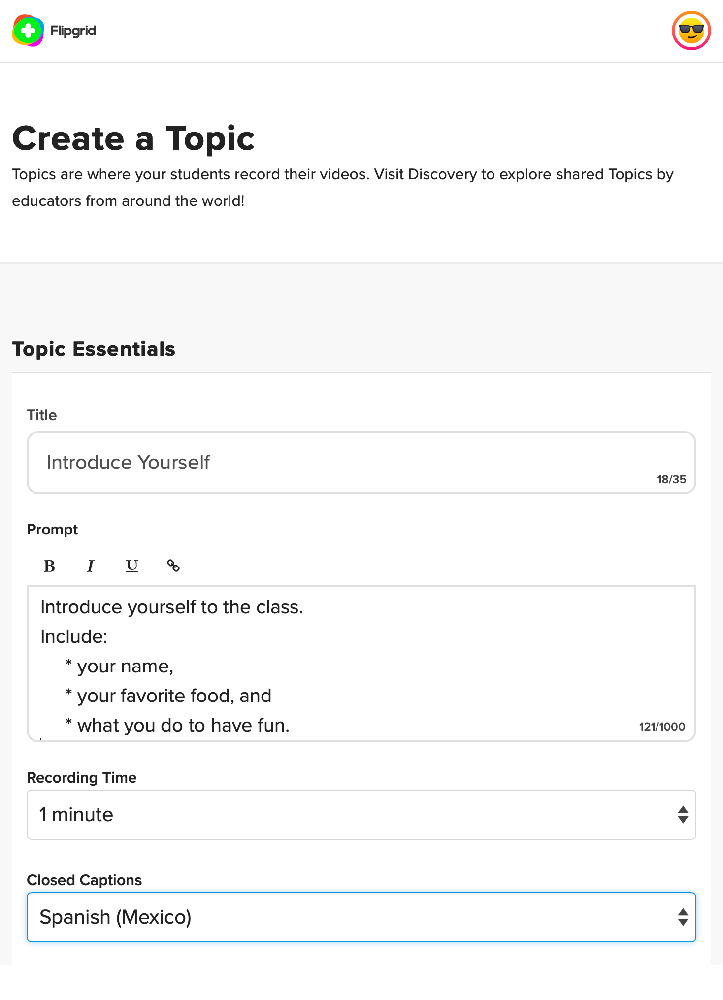 Flipgrid
Create a Topic
Topics are where your students record their videos. Visit Discovery to explore shared Topics by
educators from around the world!
Topic Essentials
Title
Introduce Yourself
18/35
Prompt
B I U
Introduce yourself to the class.
Include:
* your name,
* your favorite food, and
* what you do to have fun.
121/1000
Recording Time
1 minute
Closed Captions
Spanish (Mexico)